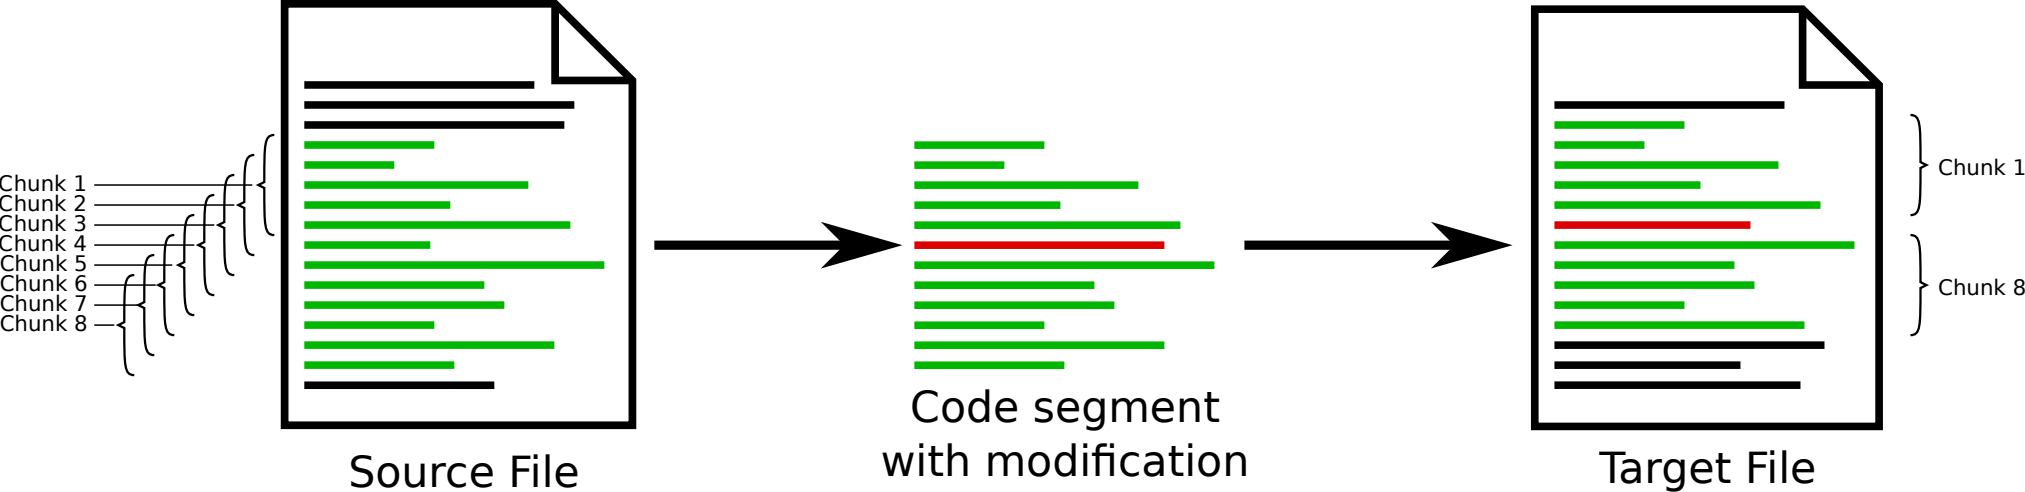 Chunk 1
Chunk 2
Chunk 3
Chunk 4
Chunk 5
Chunk 6
Chunk 7
Chunk 8
Source File
Code segment
with modification
Chunk 1
Chunk 8
Target File